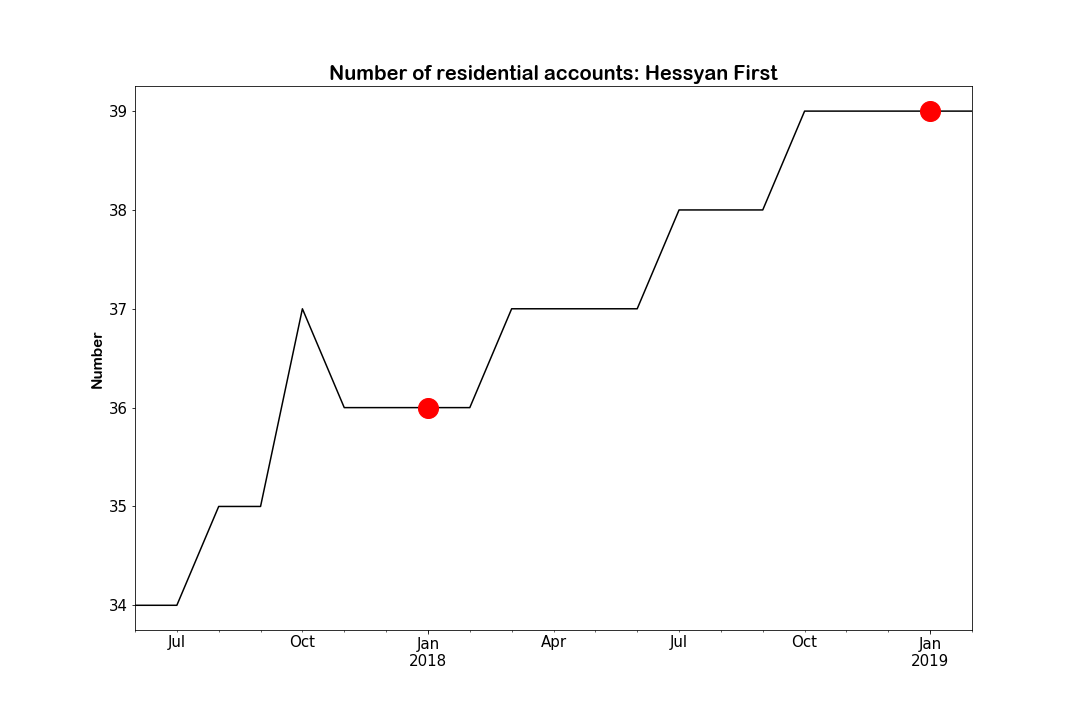 Number of residential accounts: Hessyan First
39
38
37
36
35
34
Number
Jul
Oct
Jan
2018
Apr
Jul
Oct
Jan
2019